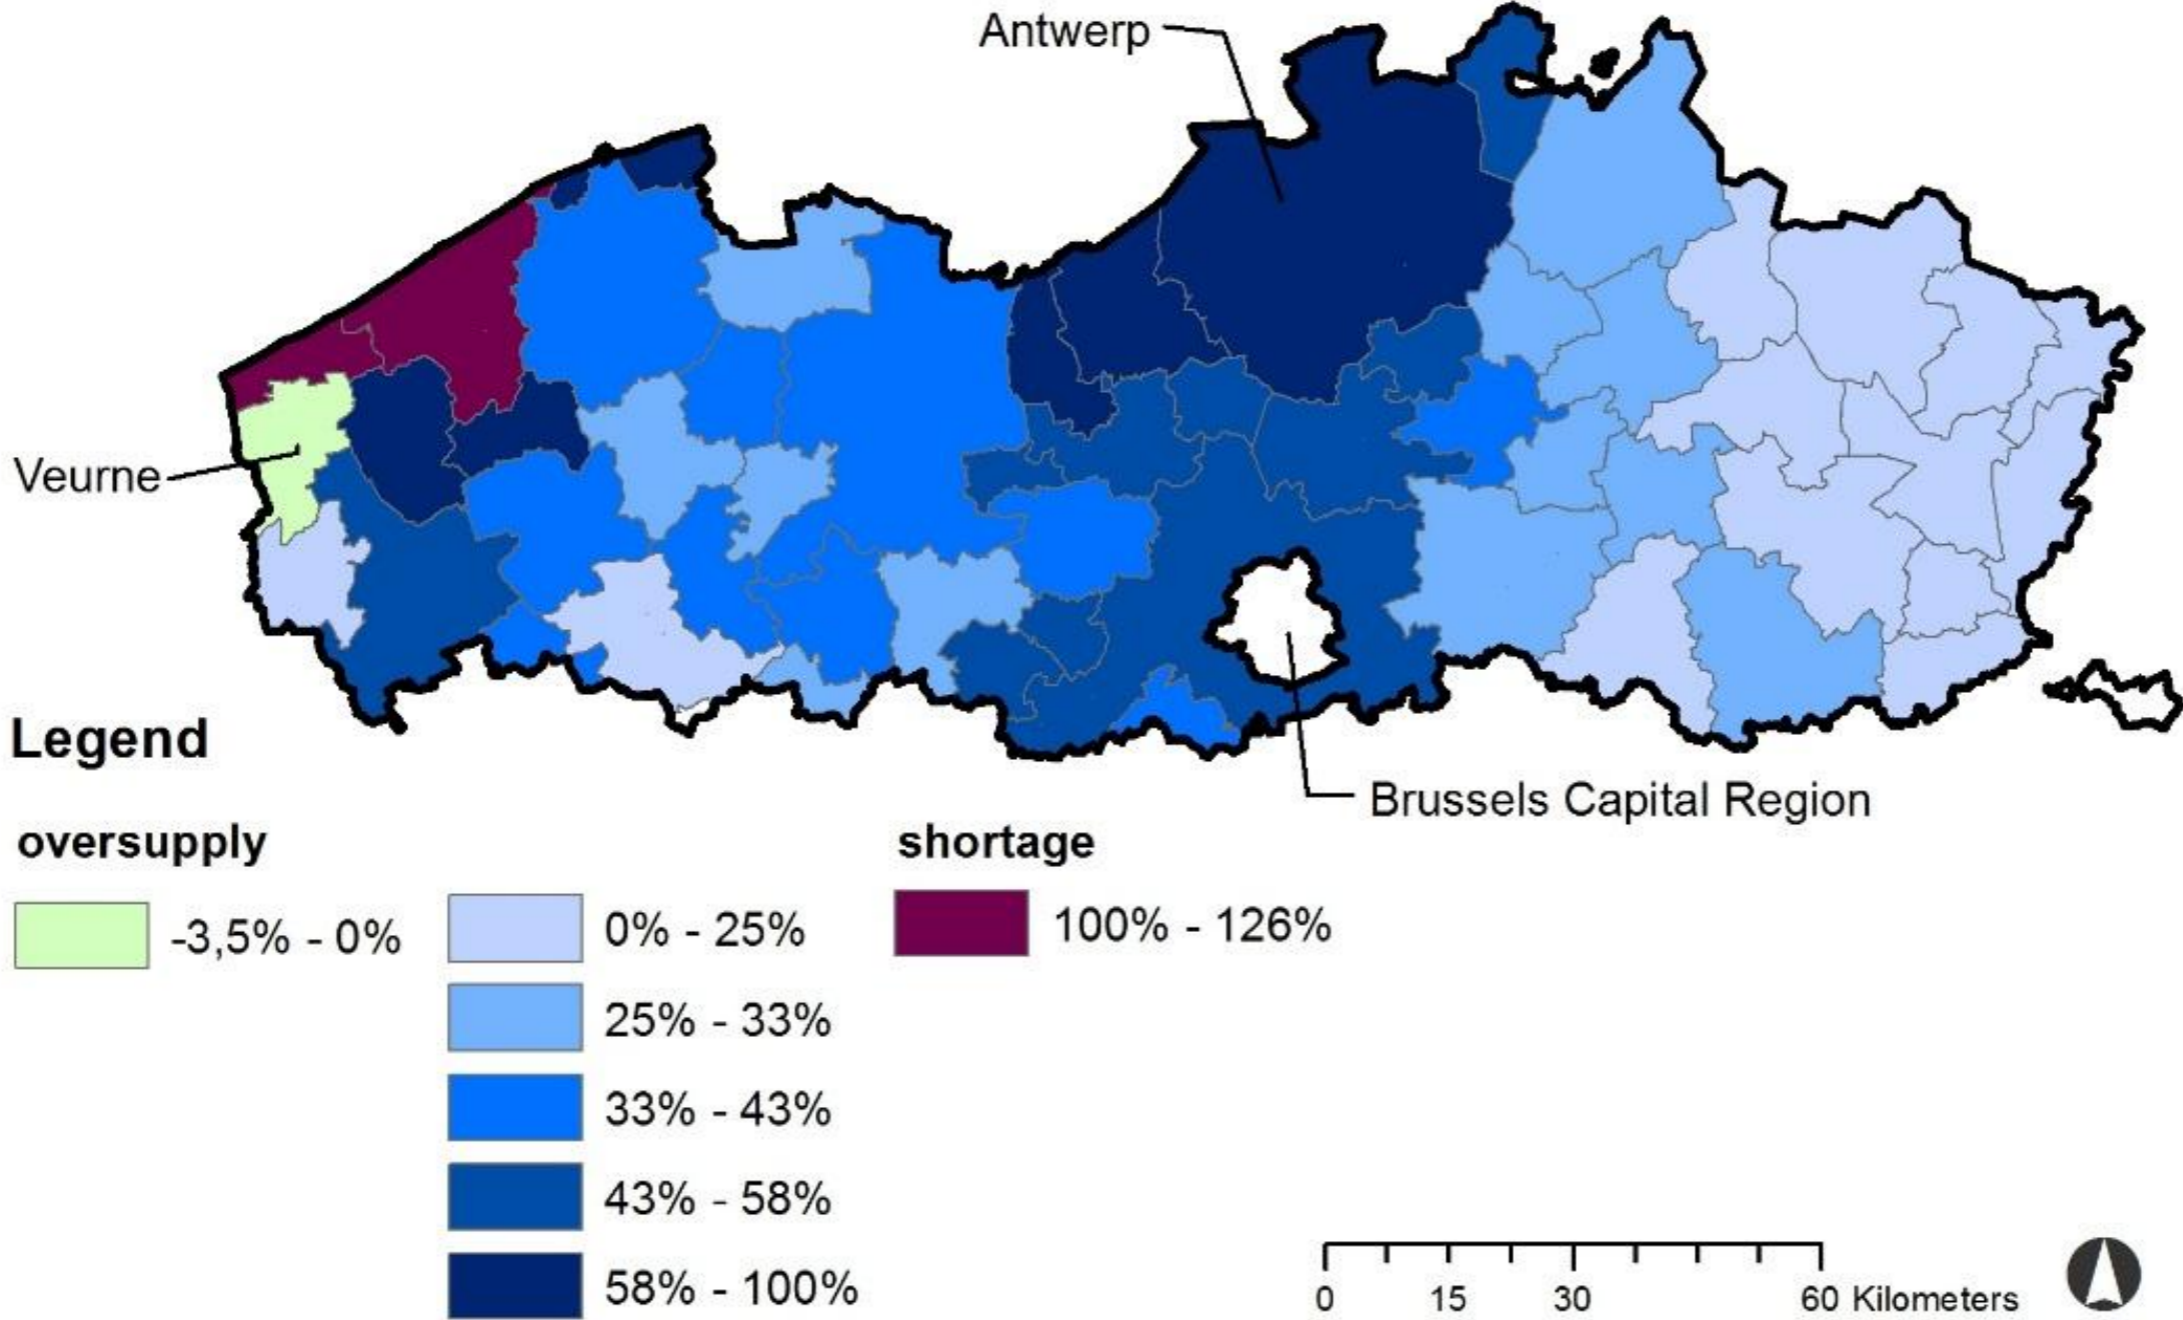 Antwerp
Veurne
Brussels Capital Region
Legend
oversupply
-3,5% - 0%
0% - 25%
25% - 33%
33% - 43%
43% - 58%
58% - 100%
shortage
100% - 126%
0 15 30 60 Kilometers